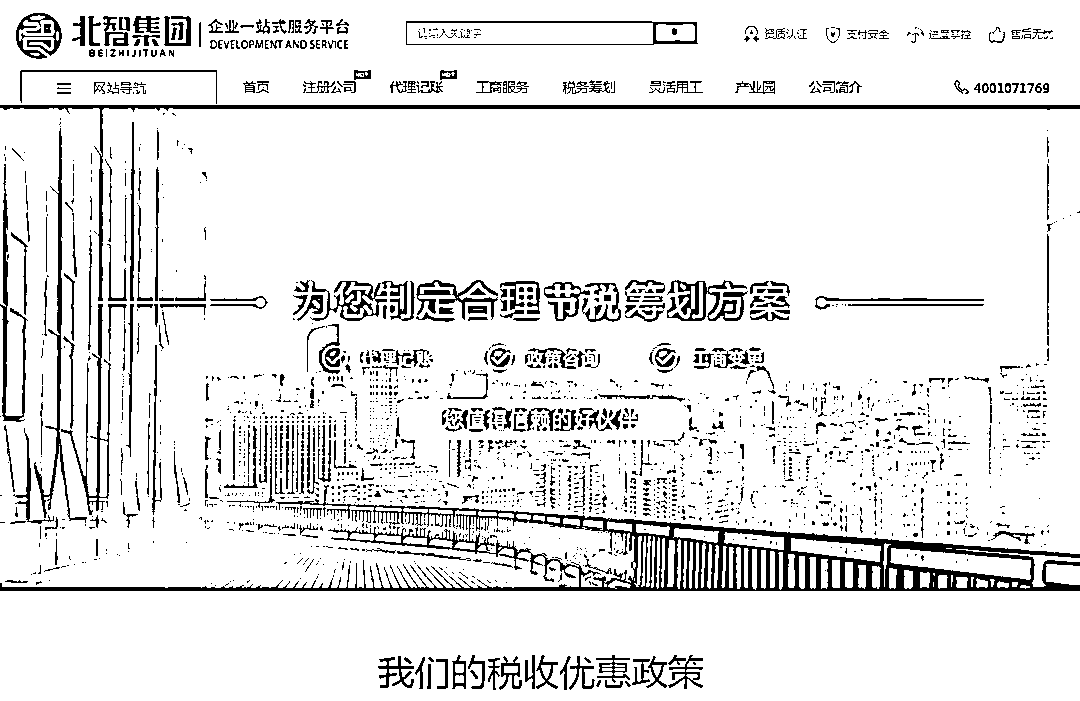 北智集团 企业一站式服务平台
BEIZHIJITUAN DEVELOPMENT AND SERVICE
请输入关键字
资质认证 支付安全 进度掌控 售后无忧
网站导航 首页 注册公司 HOT 代理记账 HOT 工商服务 税务筹划 灵活用工 产业园 公司简介 4001071769
为您制定合理节税筹划方案
代理记账 政策咨询 工商变更
您值得信赖的好伙伴
我们的税收优惠政策